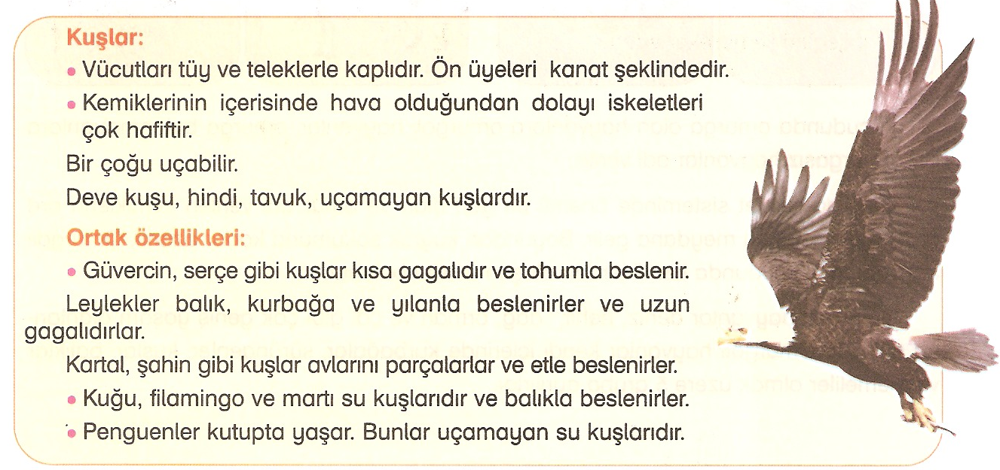 Kuşlar:
• Vücutları tüy ve teleklerle kaplıdır. Ön üyeleri kanat şeklindedir.
• Kemiklerinin içerisinde hava olduğundan dolayı iskeletleri
çok hafiftir.
Bir çoğu uçabilir.
Deve kuşu, hindi, tavuk, uçamayan kuşlardır.
Ortak özellikleri:
• Güvercin, serçe gibi kuşlar kısa gagalıdır ve tohumla beslenir.
Leylekler balık, kurbağa ve yılanla beslenirler ve uzun
gagalıdırlar.
Kartal, şahin gibi kuşlar avlarını parçalarlar ve etle beslenirler.
• Kuğu, filamingo ve martı su kuşlarıdır ve balıkla beslenirler.
• Penguenler kutupta yaşar. Bunlar uçamayan su kuşlarıdır.